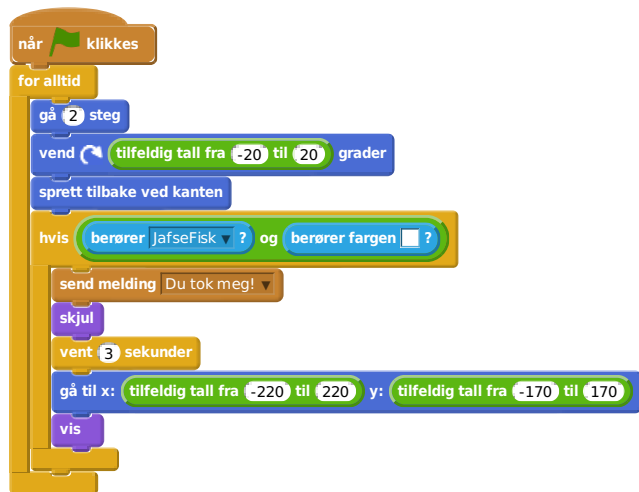 når klikkes
for alltid
gå 2 steg
vend tilfeldig tall fra -20 til 20 grader
sprett tilbake ved kanten
hvis berører JafseFisk ? og berører fargen ?
send melding Du tok meg!
skjul
vent 3 sekunder
gå til x: tilfeldig tall fra -220 til 220 y: tilfeldig tall fra -170 til 170
vis